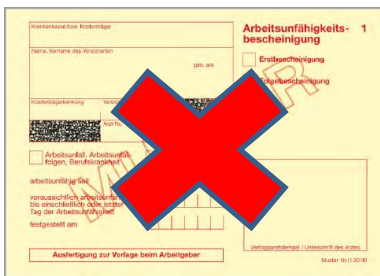 Krankenkasse bzw. Kostenträger
Arbeitsunfähigkeits- 1
bescheinigung
Name, Vorname des Versicherten
geb. am
Erstbescheinigung
Folgebescheinigung
Kostenträgerkennung
Arzt-Nr.
Arbeitsunfall, Arbeitsunfall-
folgen, Berufskrankheit
arbeitsunfähig seit
voraussichtlich arbeitsunfähig
bis einschließlich oder letzter
Tag der Arbeitsunfähigkeit
festgestellt am
Ausfertigung zur Vorlage beim Arbeitgeber
Vertragsarztstempel / Unterschrift des Arztes
Muster 1b (1.2016)